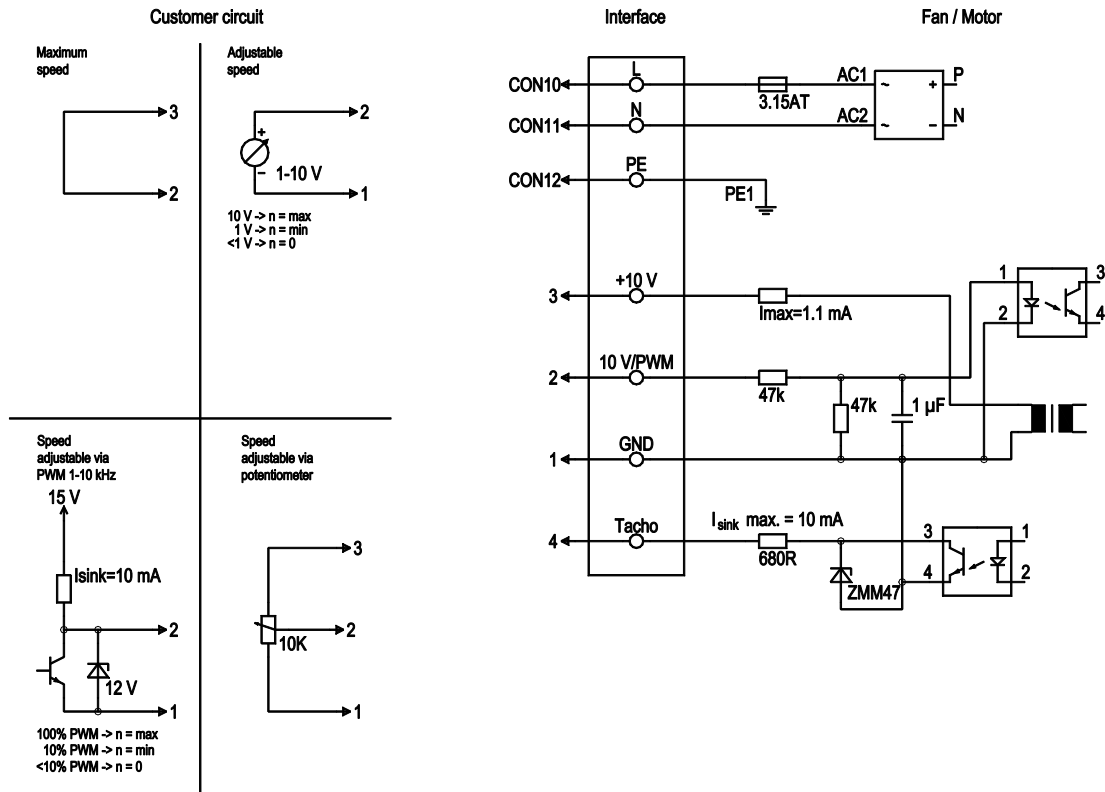 Customer circuit
Interface
Fan / Motor
Maximum
speed
3
2
Adjustable
speed
2
+
1-10 V
−
1
10 V -> n = max
1 V -> n = min
<1 V -> n = 0
Speed
adjustable via
PWM 1-10 kHz
15 V
Isink=10 mA
2
12 V
1
100% PWM -> n = max
10% PWM -> n = min
<10% PWM -> n = 0
Speed
adjustable via
potentiometer
3
2
10K
1
CON10
L
3.15AT
AC1
~
+
P
CON11
N
AC2
~
−
N
CON12
PE
PE1
3
+10 V
Imax=1.1 mA
1
2
3
4
2
10 V/PWM
47k
47k
1 µF
1
GND
4
Tacho
Isink max. = 10 mA
680R
ZMM47
3
4
1
2